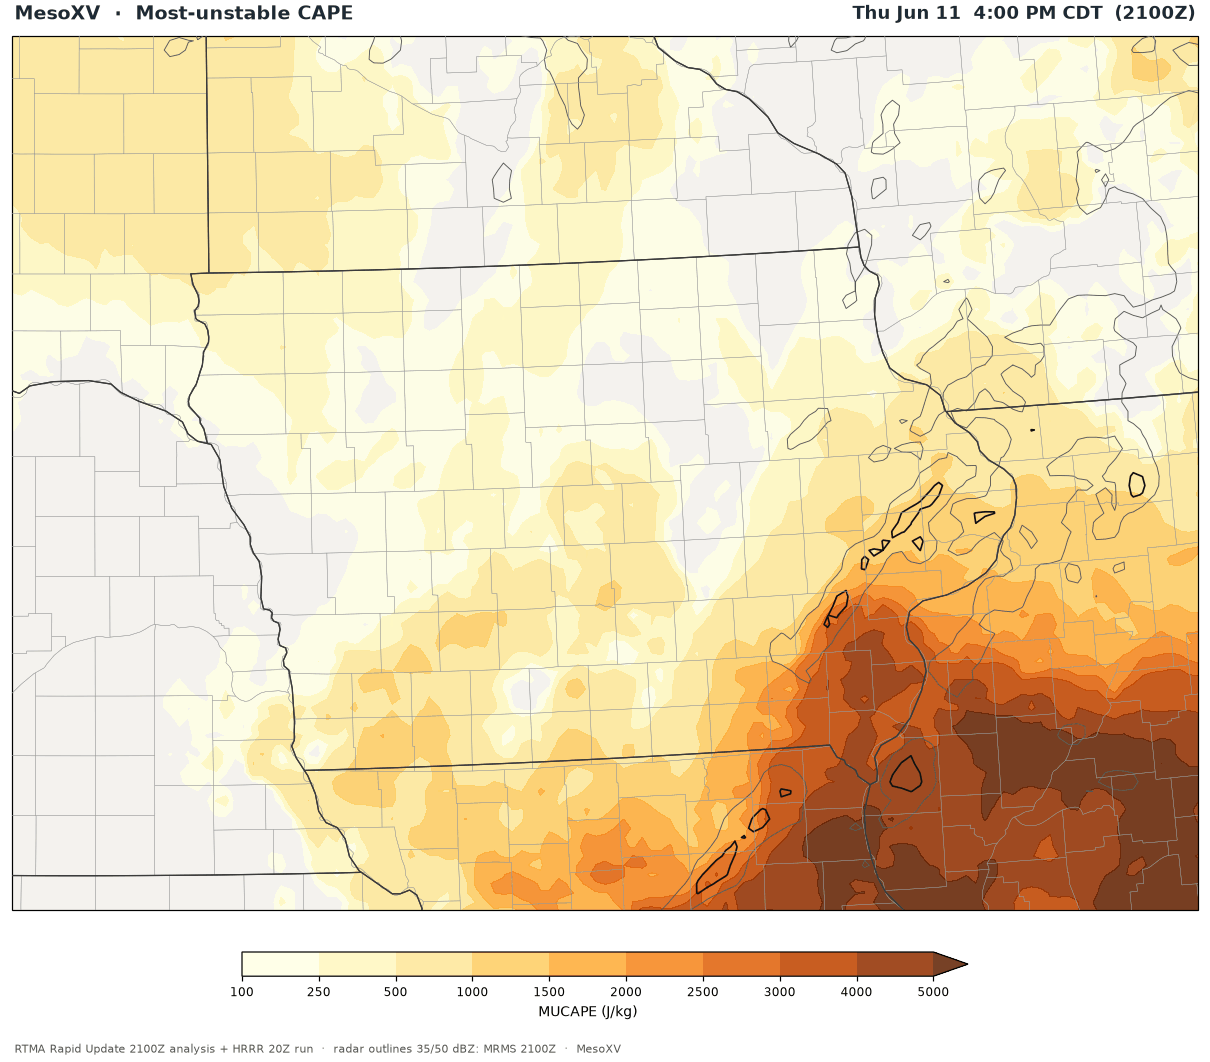 MesoXV · Most-unstable CAPE
Thu Jun 11 4:00 PM CDT (2100Z)
100 250 500 1000 1500 2000 2500 3000 4000 5000
MUCAPE (J/kg)
RTMA Rapid Update 2100Z analysis + HRRR 20Z run · radar outlines 35/50 dBZ: MRMS 2100Z · MesoXV